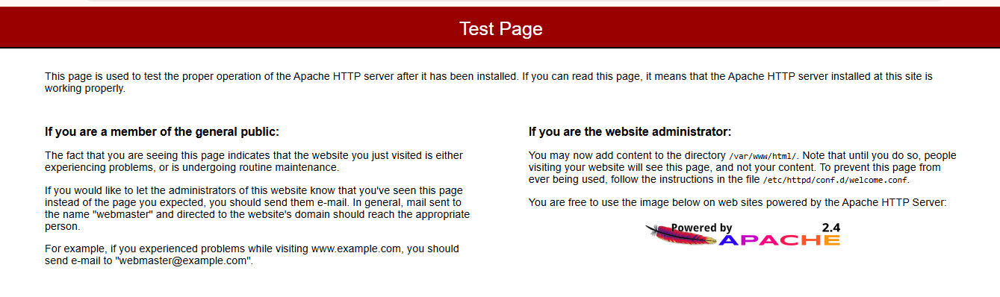 Test Page
This page is used to test the proper operation of the Apache HTTP server after it has been installed. If you can read this page, it means that the Apache HTTP server installed at this site is
working properly.
If you are a member of the general public:
The fact that you are seeing this page indicates that the website you just visited is either
experiencing problems, or is undergoing routine maintenance.
If you would like to let the administrators of this website know that you've seen this page
instead of the page you expected, you should send them e-mail. In general, mail sent to
the name "webmaster" and directed to the website's domain should reach the appropriate
person.
For example, if you experienced problems while visiting www.example.com, you should
send e-mail to "webmaster@example.com".
If you are the website administrator:
You may now add content to the directory /var/www/html/. Note that until you do so, people
visiting your website will see this page, and not your content. To prevent this page from
ever being used, follow the instructions in the file /etc/httpd/conf.d/welcome.conf.
You are free to use the image below on web sites powered by the Apache HTTP Server:
Powered by 2.4
APACHE